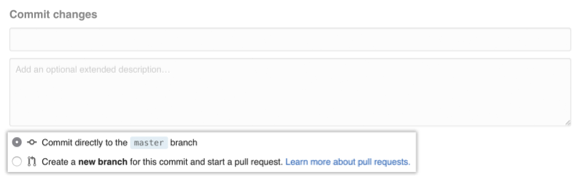 Commit changes
Add an optional extended description…
Commit directly to the master branch
Create a new branch for this commit and start a pull request. Learn more about pull requests.